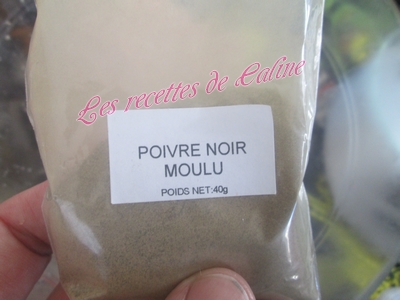 Les recettes de Caline
POIVRE NOIR
MOULU
POIDS NET:40g